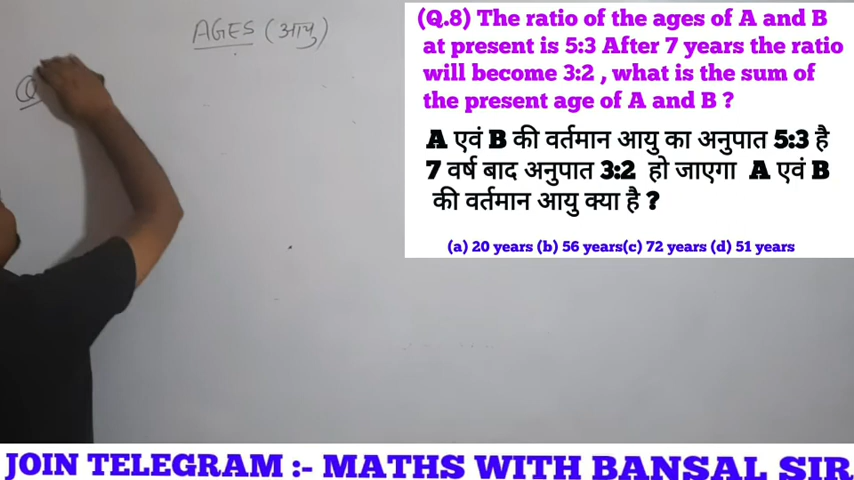 AGES (आयु)
Q
(Q.8) The ratio of the ages of A and B
at present is 5:3 After 7 years the ratio
will become 3:2 , what is the sum of
the present age of A and B ?
A एवं B की वर्तमान आयु का अनुपात 5:3 है
7 वर्ष बाद अनुपात 3:2 हो जाएगा A एवं B
की वर्तमान आयु क्या है ?
(a) 20 years (b) 56 years(c) 72 years (d) 51 years
JOIN TELEGRAM :- MATHS WITH BANSAL SIR